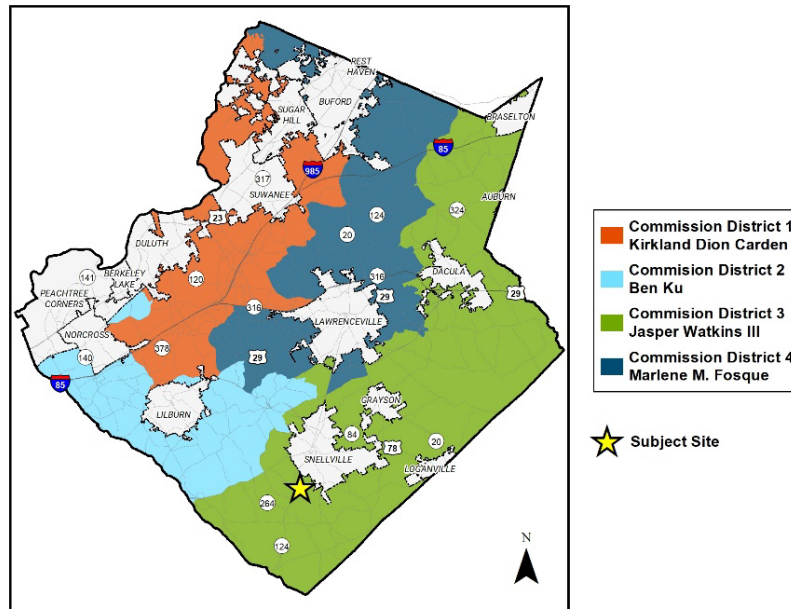 REST
HAVEN
BUFORD
SUGAR
HILL
BRASELTON
85
985
317
SUWANEE
AUBURN
324
124
23
20
DULUTH
141
BERKELEY
LAKE
PEACHTREE
CORNERS
120
316
DACULA
29
29
NORCROSS
316
LAWRENCEVILLE
140
378
29
85
LILBURN
GRAYSON
84
SNELLVILLE
78
20
LOGANVILLE
264
124
N
Commission District 1
Kirkland Dion Carden
Commision District 2
Ben Ku
Commission District 3
Jasper Watkins III
Commission District 4
Marlene M. Fosque
Subject Site